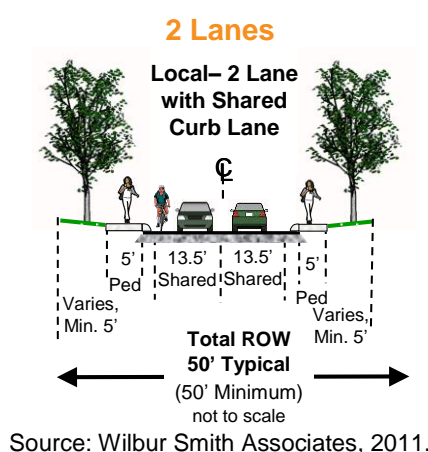 2 Lanes
Local– 2 Lane
with Shared
Curb Lane
℄
5’ 13.5’ 13.5’ 5’
Ped Shared Shared Ped
Varies, Min. 5’
Varies, Min. 5’
Total ROW
50’ Typical
(50’ Minimum)
not to scale
Source: Wilbur Smith Associates, 2011.